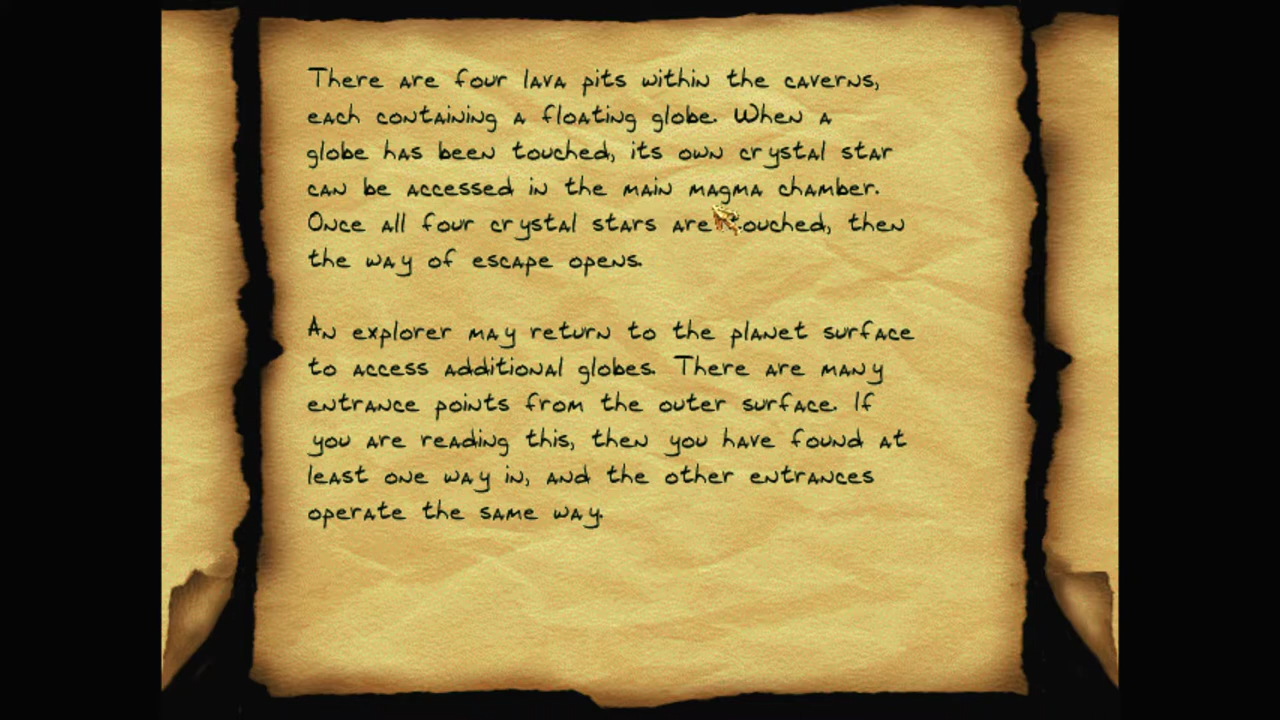 There are four lava pits within the caverns,
each containing a floating globe. When a
globe has been touched, its own crystal star
can be accessed in the main magma chamber.
Once all four crystal stars are touched, then
the way of escape opens.
An explorer may return to the planet surface
to access additional globes. There are many
entrance points from the outer surface. If
you are reading this, then you have found at
least one way in, and the other entrances
operate the same way.